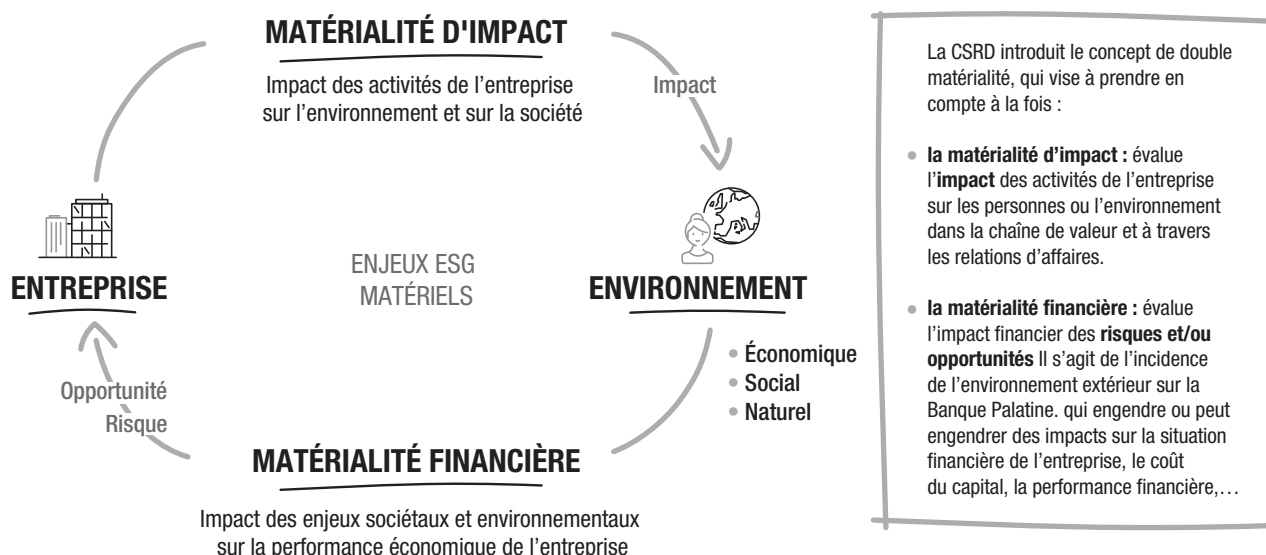 MATÉRIALITÉ D'IMPACT
Impact des activités de l’entreprise
sur l’environnement et sur la société
Impact
ENTREPRISE
ENJEUX ESG
MATÉRIELS
ENVIRONNEMENT
• Économique
• Social
• Naturel
Opportunité
Risque
MATÉRIALITÉ FINANCIÈRE
Impact des enjeux sociétaux et environnementaux
sur la performance économique de l’entreprise
La CSRD introduit le concept de double
matérialité, qui vise à prendre en
compte à la fois :
• la matérialité d’impact : évalue
l’impact des activités de l’entreprise
sur les personnes ou l’environnement
dans la chaîne de valeur et à travers
les relations d’affaires.
• la matérialité financière : évalue
l’impact financier des risques et/ou
opportunités Il s’agit de l’incidence
de l’environnement extérieur sur la
Banque Palatine. qui engendre ou peut
engendrer des impacts sur la situation
financière de l’entreprise, le coût
du capital, la performance financière,…